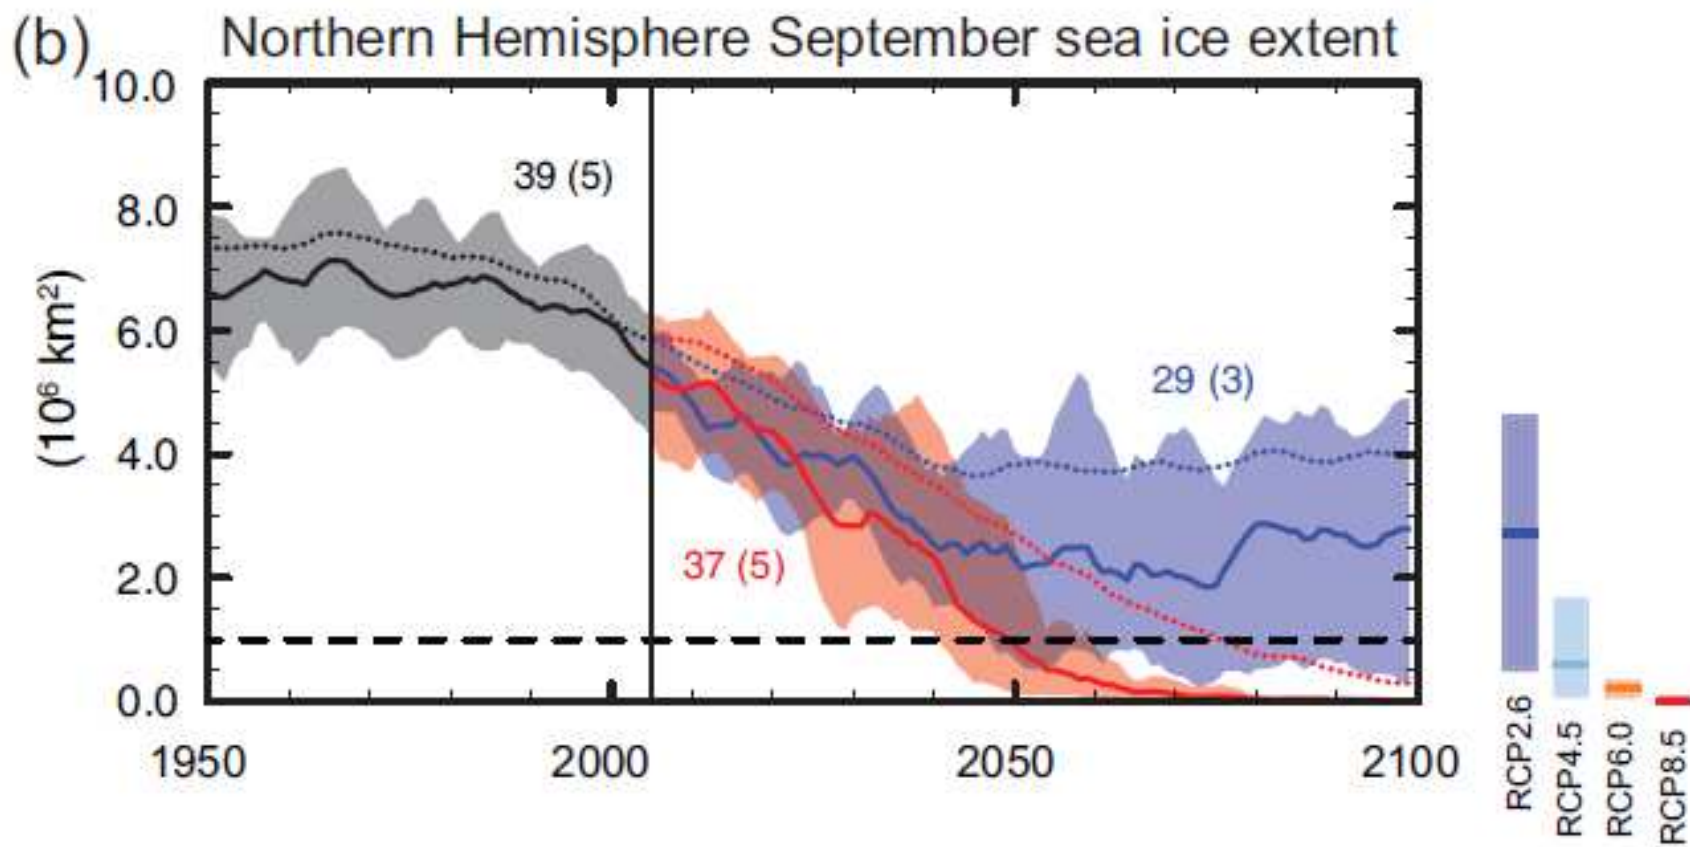 (b) Northern Hemisphere September sea ice extent
(10⁶ km²)
10.0
8.0
6.0
4.0
2.0
0.0
39 (5)
29 (3)
37 (5)
1950 2000 2050 2100
RCP2.6
RCP4.5
RCP6.0
RCP8.5